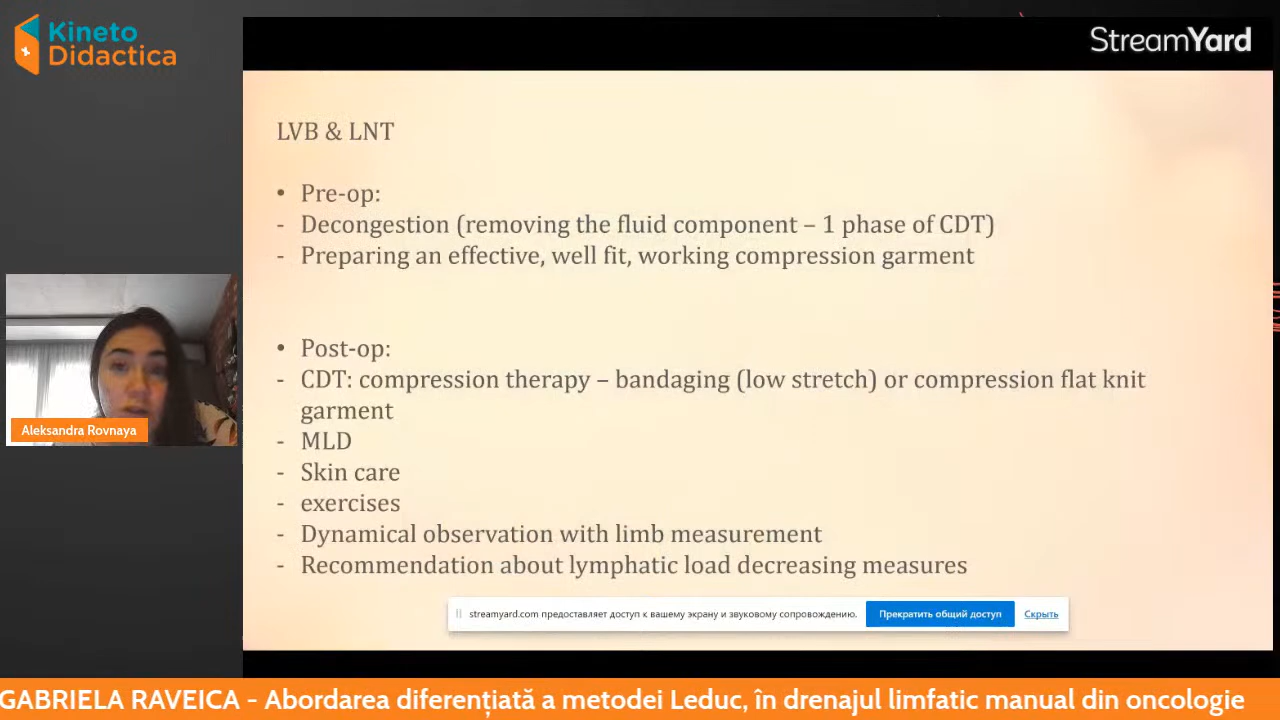 Kineto
Didactica
StreamYard
LVB & LNT
• Pre-op:
- Decongestion (removing the fluid component – 1 phase of CDT)
- Preparing an effective, well fit, working compression garment
• Post-op:
- CDT: compression therapy – bandaging (low stretch) or compression flat knit
garment
- MLD
- Skin care
- exercises
- Dynamical observation with limb measurement
- Recommendation about lymphatic load decreasing measures
Aleksandra Rovnaya
streamyard.com предоставляет доступ к вашему экрану и звуковому сопровождению.
Прекратить общий доступ
Скрыть
GABRIELA RAVEICA - Abordarea diferențiată a metodei Leduc, în drenajul limfatic manual din oncologie